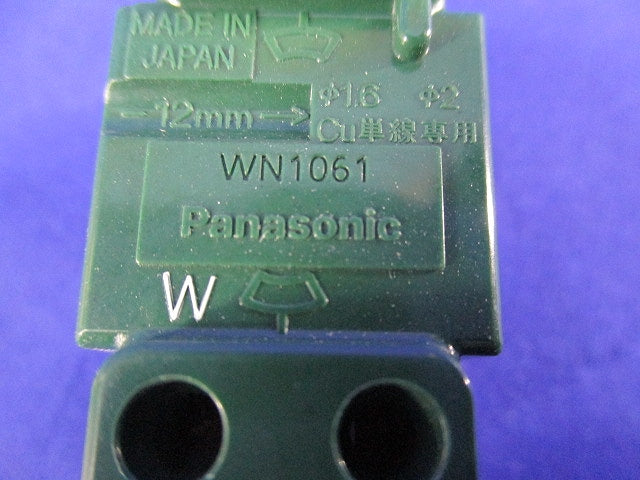 MADE IN
JAPAN
12mm
φ1.6 φ2
Cu単線専用
WN1061
Panasonic
W